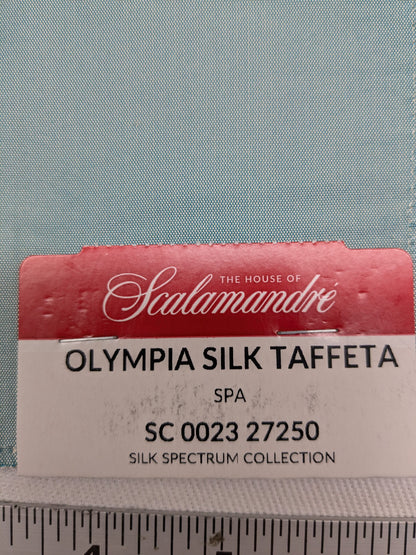 THE HOUSE OF
Scalamandré
OLYMPIA SILK TAFFETA
SPA
SC 0023 27250
SILK SPECTRUM COLLECTION